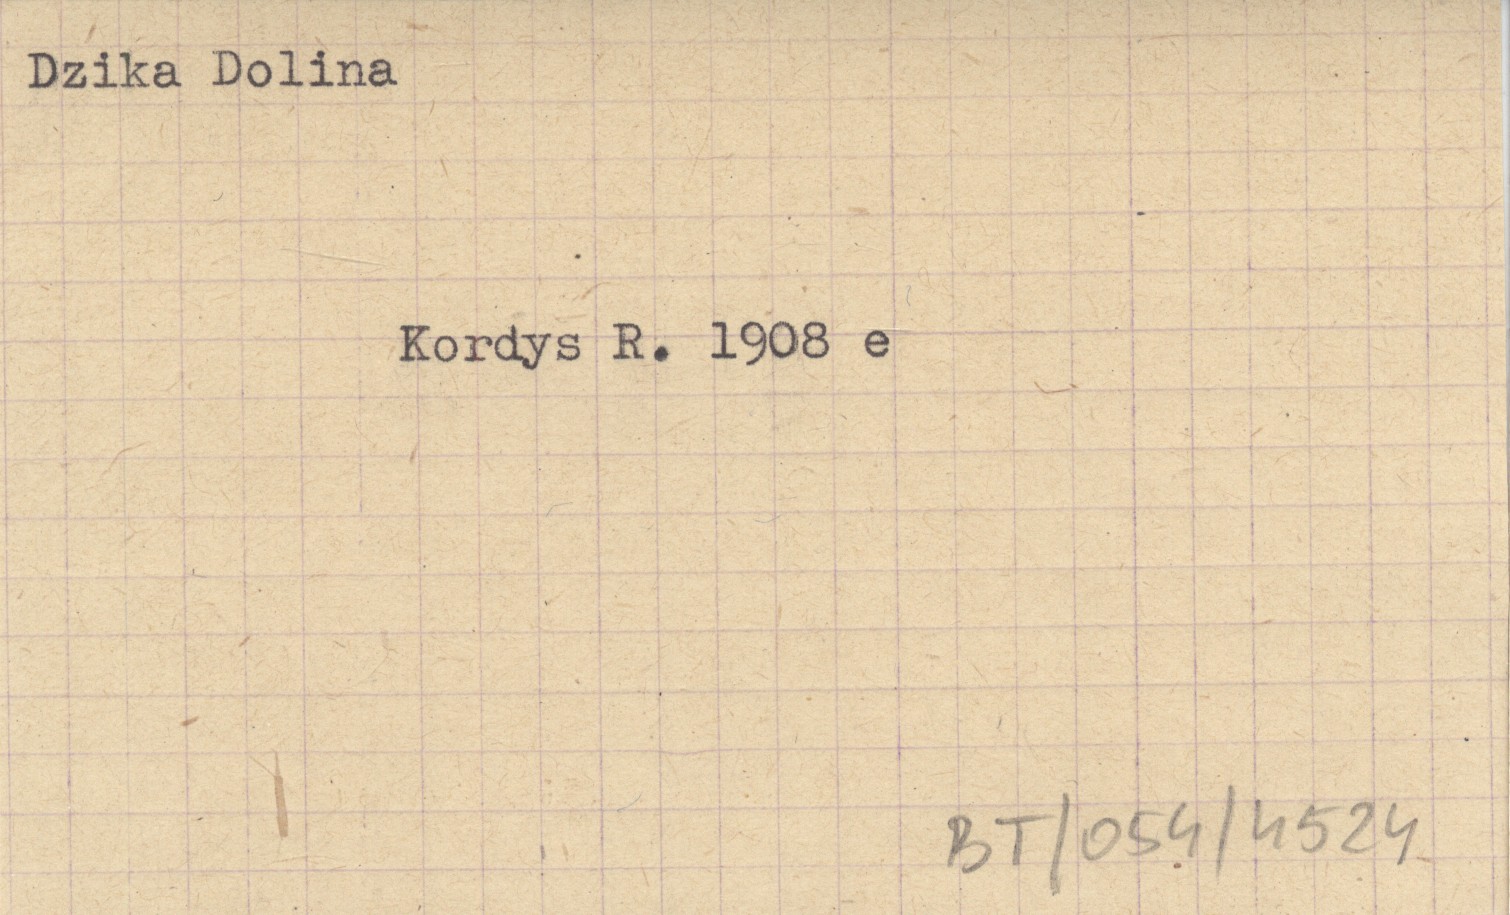 Dzika Dolina
Kordys R. 1908 e
BT/054/4524